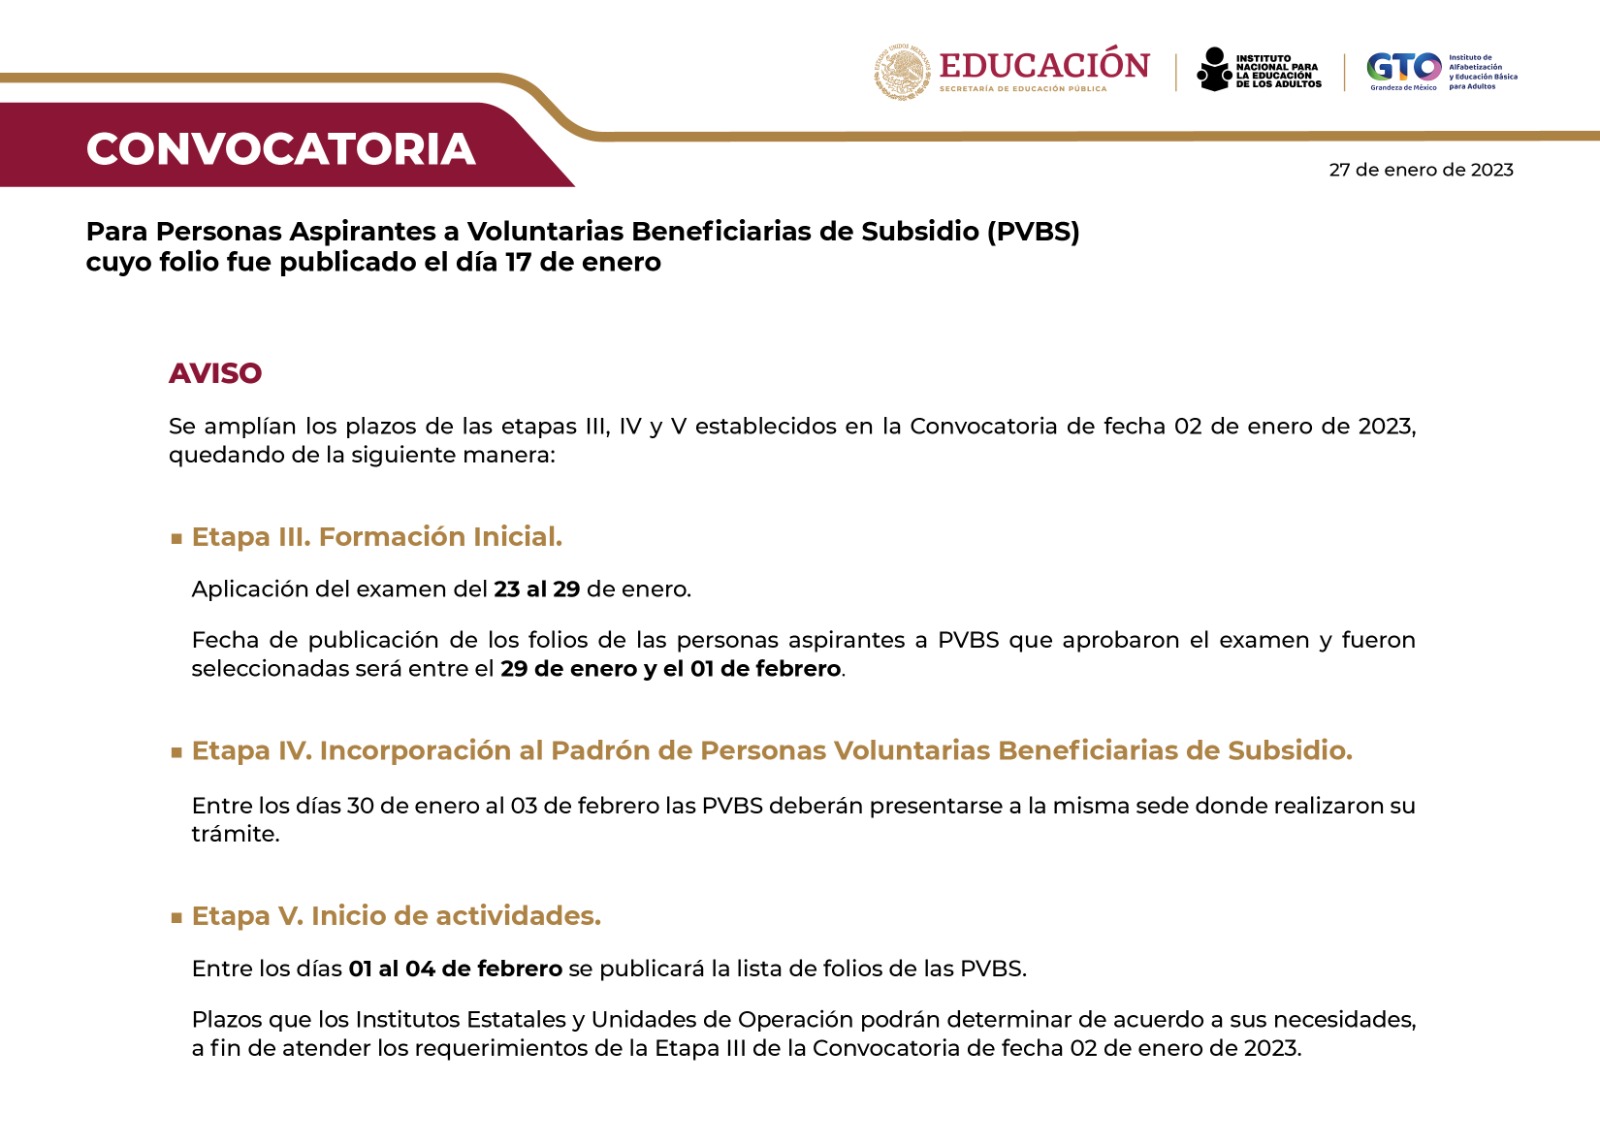 ESTADOS UNIDOS MEXICANOS
EDUCACIÓN
SECRETARÍA DE EDUCACIÓN PÚBLICA
INSTITUTO
NACIONAL PARA
LA EDUCACIÓN
DE LOS ADULTOS
GTO
Grandeza de México
Instituto de
Alfabetización
y Educación Básica
para Adultos
CONVOCATORIA
27 de enero de 2023
Para Personas Aspirantes a Voluntarias Beneficiarias de Subsidio (PVBS)
cuyo folio fue publicado el día 17 de enero
AVISO
Se amplían los plazos de las etapas III, IV y V establecidos en la Convocatoria de fecha 02 de enero de 2023,
quedando de la siguiente manera:
Etapa III. Formación Inicial.
Aplicación del examen del 23 al 29 de enero.
Fecha de publicación de los folios de las personas aspirantes a PVBS que aprobaron el examen y fueron
seleccionadas será entre el 29 de enero y el 01 de febrero.
Etapa IV. Incorporación al Padrón de Personas Voluntarias Beneficiarias de Subsidio.
Entre los días 30 de enero al 03 de febrero las PVBS deberán presentarse a la misma sede donde realizaron su
trámite.
Etapa V. Inicio de actividades.
Entre los días 01 al 04 de febrero se publicará la lista de folios de las PVBS.
Plazos que los Institutos Estatales y Unidades de Operación podrán determinar de acuerdo a sus necesidades,
a fin de atender los requerimientos de la Etapa III de la Convocatoria de fecha 02 de enero de 2023.